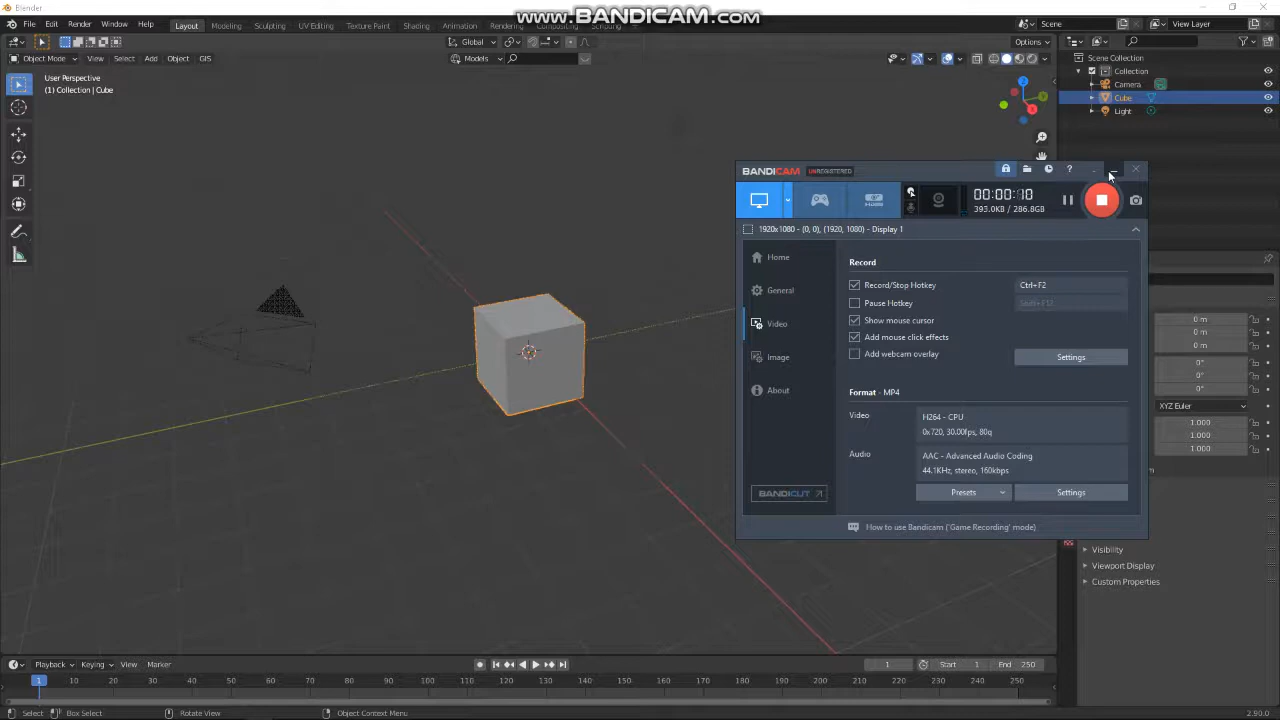 Blender
www.BANDICAM.com
File Edit Render Window Help Layout Modeling Sculpting UV Editing Texture Paint Shading Animation Rendering Compositing Scripting Scene View Layer
Global Options
Object Mode View Select Add Object GIS Models
User Perspective
(1) Collection | Cube
Scene Collection
Collection
Camera
Cube
Light
BANDICAM UNREGISTERED
?
00:00:10
393.0KB / 286.8GB
1920x1080 - (0, 0), (1920, 1080) - Display 1
Home
General
Video
Image
About
BANDICUT
Record
Record/Stop Hotkey Ctrl+F2
Pause Hotkey Shift+F12
Show mouse cursor
Add mouse click effects
Add webcam overlay Settings
Format - MP4
Video H264 - CPU
0x720, 30.00fps, 80q
Audio AAC - Advanced Audio Coding
44.1KHz, stereo, 160kbps
Presets Settings
How to use Bandicam ('Game Recording' mode)
0 m
0 m
0 m
0°
0°
0°
XYZ Euler
1.000
1.000
1.000
Visibility
Viewport Display
Custom Properties
Playback Keying View Marker 1 Start 1 End 250
1 10 20 30 40 50 60 70 80 90 100 110 120 130 140 150 160 170 180 190 200 210 220 230 240 250
Select Box Select Rotate View Object Context Menu 2.90.0